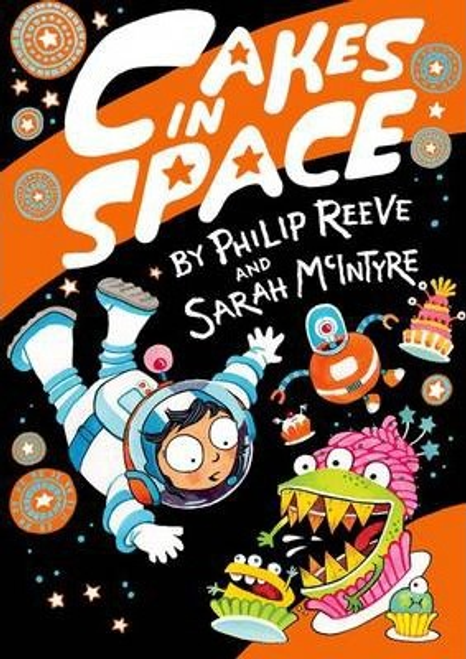 CAKES
IN
SPACE
BY PHILIP REEVE
AND
SARAH McINTYRE